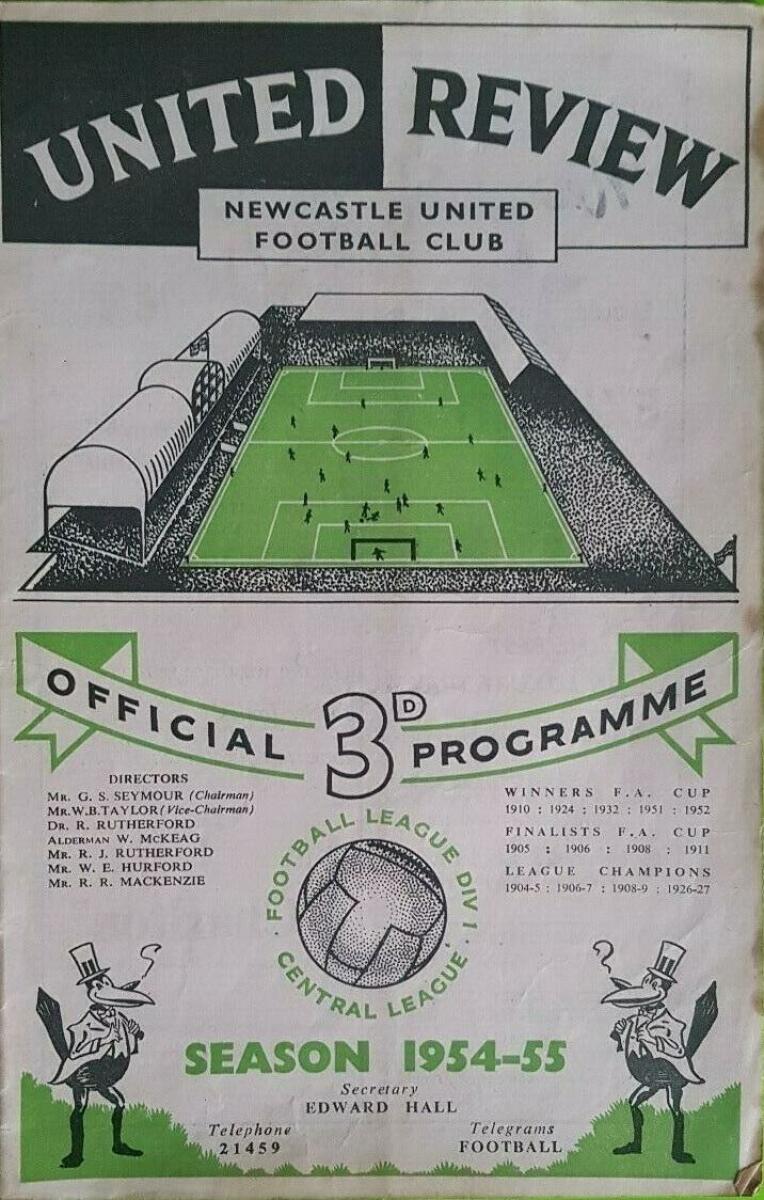 UNITED REVIEW
NEWCASTLE UNITED
FOOTBALL CLUB
OFFICIAL 3D PROGRAMME
DIRECTORS
MR. G. S. SEYMOUR (Chairman)
MR.W.B.TAYLOR (Vice-Chairman)
DR. R. RUTHERFORD
ALDERMAN W. McKEAG
MR. R. J. RUTHERFORD
MR. W. E. HURFORD
MR. R. R. MACKENZIE
WINNERS F.A. CUP
1910 : 1924 : 1932 : 1951 : 1952
FINALISTS F.A. CUP
1905 : 1906 : 1908 : 1911
LEAGUE CHAMPIONS
1904-5 : 1906-7 : 1908-9 : 1926-27
· FOOTBALL LEAGUE DIV 1 ·
CENTRAL LEAGUE
SEASON 1954-55
Secretary
EDWARD HALL
Telephone
21459
Telegrams
FOOTBALL